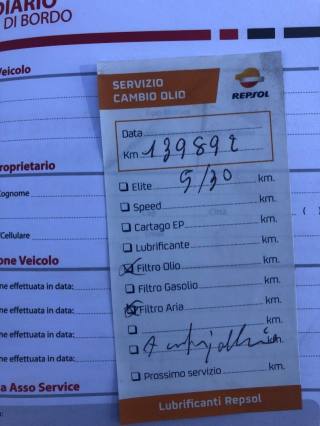 DIARIO
DI BORDO
Veicolo
SERVIZIO
CAMBIO OLIO
REPSOL
Data
Km 139892
Elite 5/30 km.
Speed km.
Cartago EP km.
Lubrificante km.
Filtro Olio km.
Filtro Gasolio km.
Filtro Aria km.
km.
km.
Prossimo servizio km.
Lubrificanti Repsol
roprietario
Cognome
/Cellulare
one Veicolo
ne effettuata in data:
ne effettuata in data:
ne effettuata in data:
ne effettuata in data:
a Asso Service